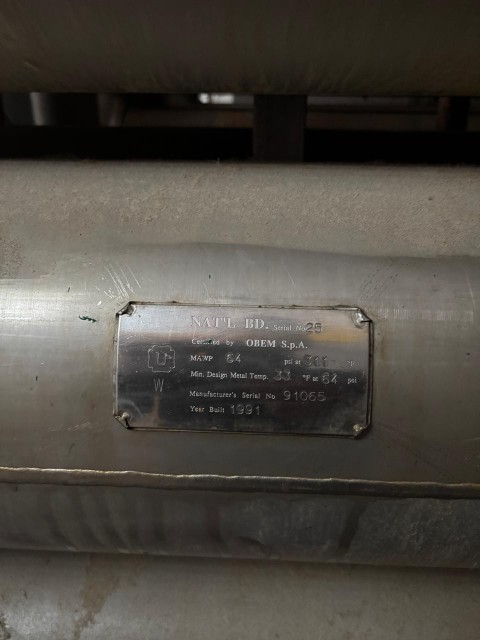 NAT'L BD. Serial No 25
Certified by OBEM S.p.A.
U
MAWP 64 psi at °F
W
Min. Design Metal Temp. 33 °F at 64 psi
Manufacturer's Serial No 91065
Year Built 1991